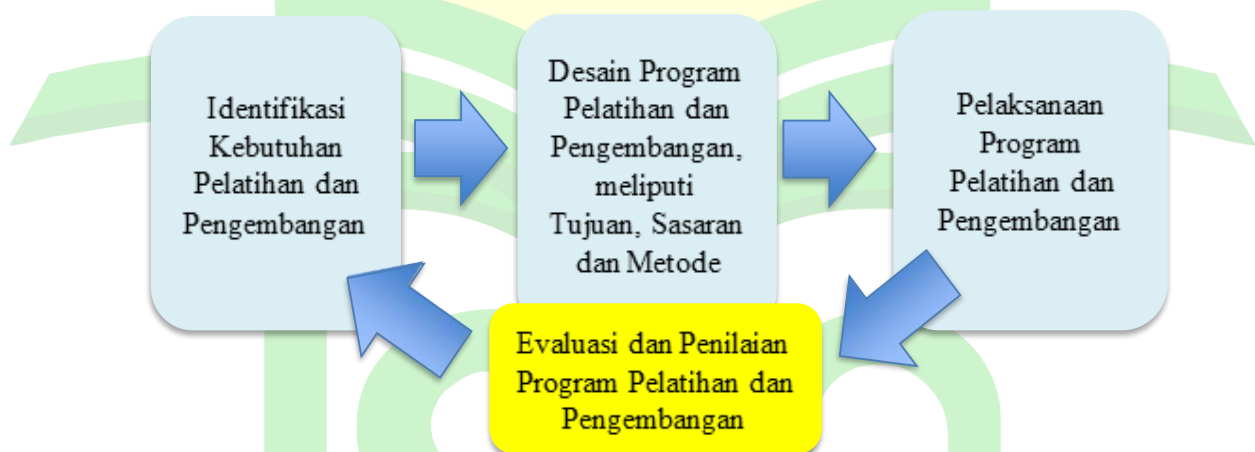 Identifikasi
Kebutuhan
Pelatihan dan
Pengembangan
Desain Program
Pelatihan dan
Pengembangan,
meliputi
Tujuan, Sasaran
dan Metode
Pelaksanaan
Program
Pelatihan dan
Pengembangan
Evaluasi dan Penilaian
Program Pelatihan dan
Pengembangan